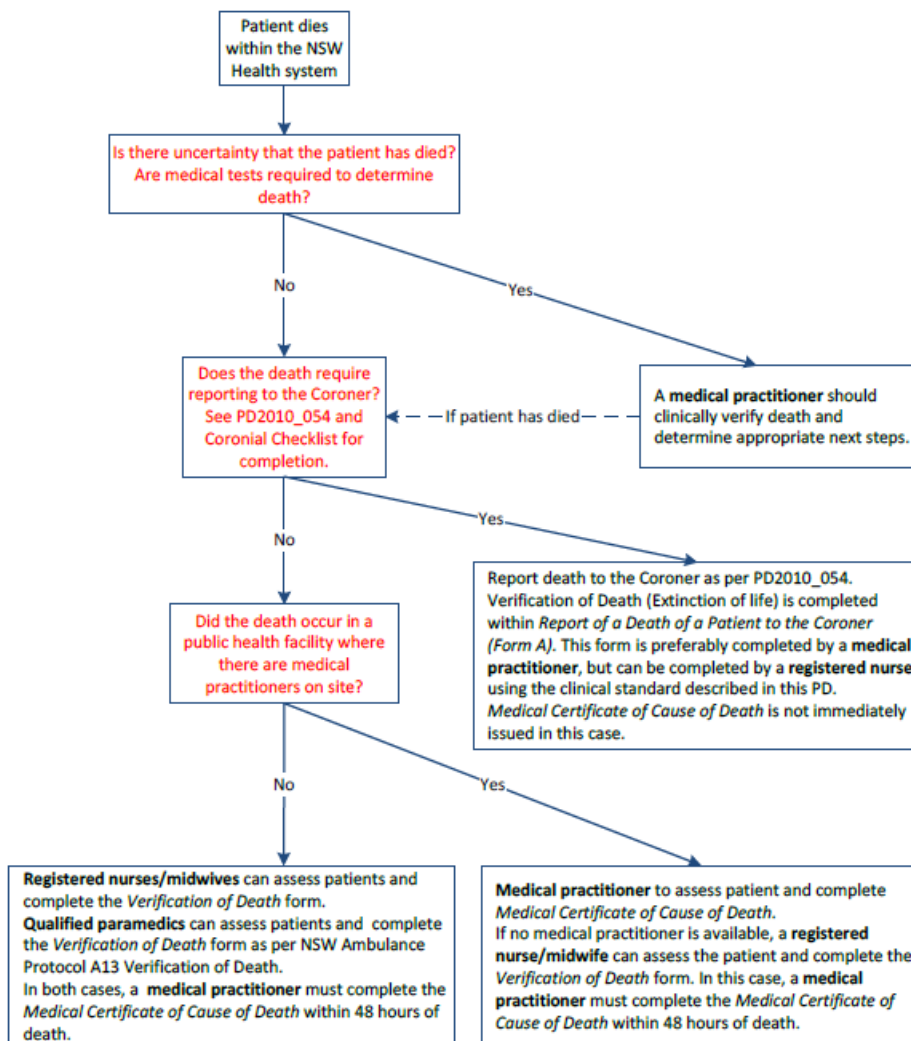 Patient dies
within the NSW
Health system
Is there uncertainty that the patient has died?
Are medical tests required to determine
death?
No
Yes
Does the death require
reporting to the Coroner?
See PD2010_054 and
Coronial Checklist for
completion.
If patient has died
A medical practitioner should
clinically verify death and
determine appropriate next steps.
No
Yes
Report death to the Coroner as per PD2010_054.
Verification of Death (Extinction of life) is completed
within Report of a Death of a Patient to the Coroner
(Form A). This form is preferably completed by a medical
practitioner, but can be completed by a registered nurse
using the clinical standard described in this PD.
Medical Certificate of Cause of Death is not immediately
issued in this case.
Did the death occur in a
public health facility where
there are medical
practitioners on site?
No
Yes
Registered nurses/midwives can assess patients and
complete the Verification of Death form.
Qualified paramedics can assess patients and complete
the Verification of Death form as per NSW Ambulance
Protocol A13 Verification of Death.
In both cases, a medical practitioner must complete the
Medical Certificate of Cause of Death within 48 hours of
death.
Medical practitioner to assess patient and complete
Medical Certificate of Cause of Death.
If no medical practitioner is available, a registered
nurse/midwife can assess the patient and complete the
Verification of Death form. In this case, a medical
practitioner must complete the Medical Certificate of
Cause of Death within 48 hours of death.